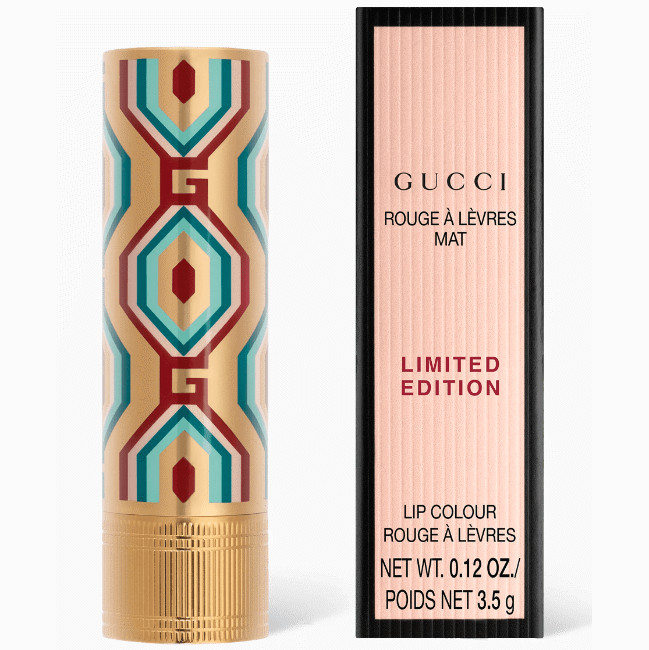 G
G
GUCCI
ROUGE À LÈVRES
MAT
LIMITED
EDITION
LIP COLOUR
ROUGE À LÈVRES
NET WT. 0.12 OZ./
POIDS NET 3.5 g